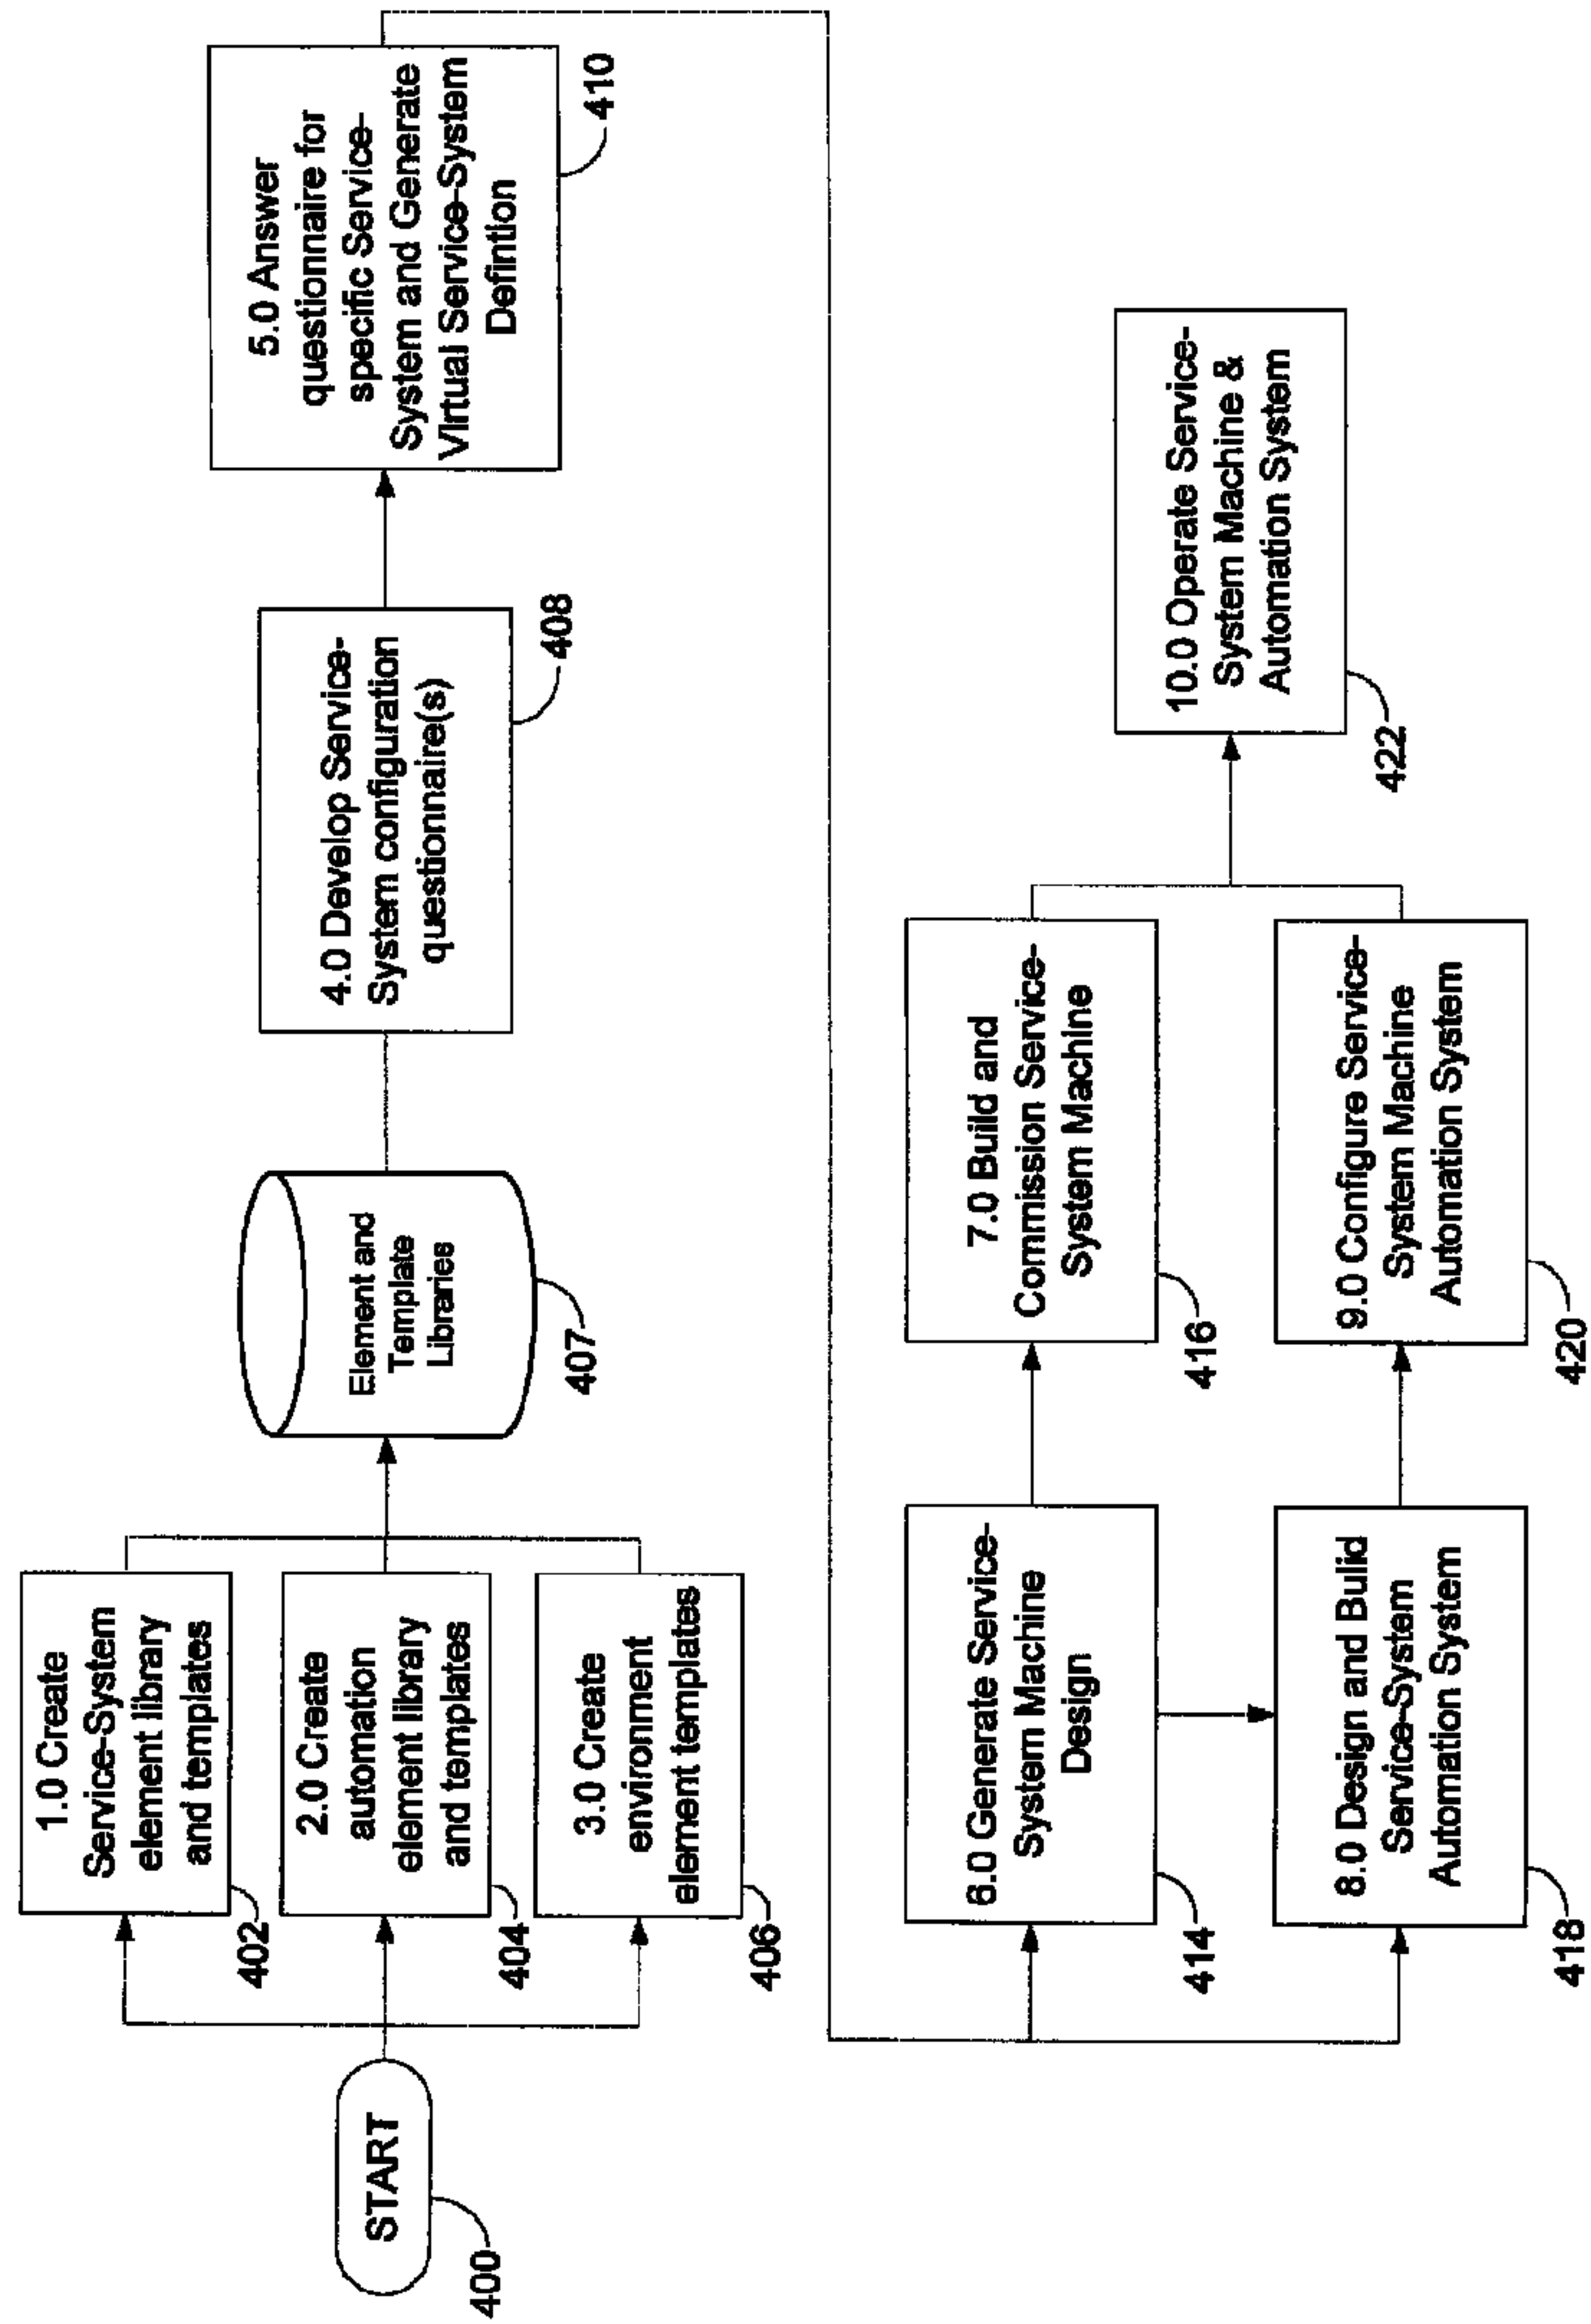 START
400
1.0 Create
Service-System
element library
and templates
402
2.0 Create
automation
element library
and templates
404
3.0 Create
environment
element templates
406
Element and
Template
Libraries
407
4.0 Develop Service-
System configuration
questionnaire(s)
408
5.0 Answer
questionnaire for
specific Service-
System and Generate
Virtual Service-System
Defintion
410
6.0 Generate Service-
System Machine
Design
414
7.0 Build and
Commission Service-
System Machine
416
8.0 Design and Bulid
Service-System
Automation System
418
9.0 Configure Service-
System Machine
Automation System
420
10.0 Operate Service-
System Machine &
Automation System
422